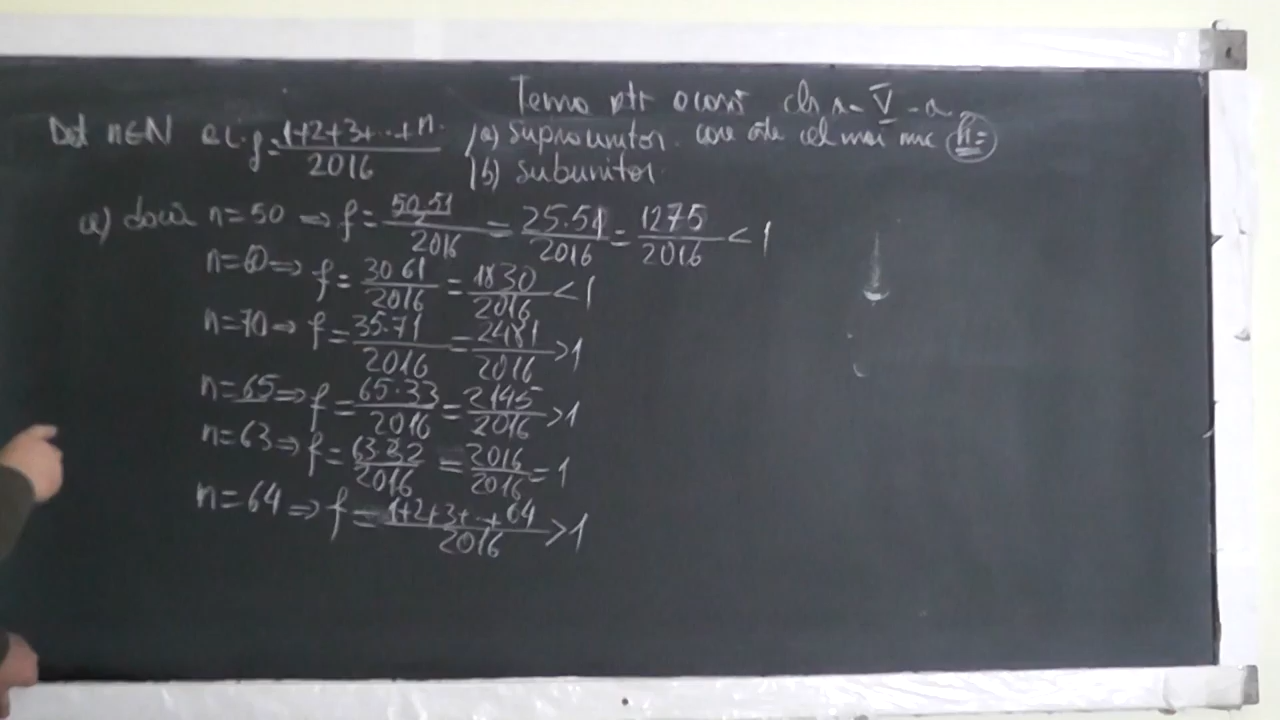 Tema ptr acasă cls a - V - a
Det n∈N a.i. f = (1+2+3+...+n)/2016 a) supraunitar. care este cel mai mic n=
b) subunitar.
a) dacă n=50 ⇒ f = (50·51/2)/2016 = 25·51/2016 = 1275/2016 < 1
n=60 ⇒ f = 30 61/2016 = 1830/2016 < 1
n=70 ⇒ f = 35·71/2016 = 2481/2016 > 1
n=65 ⇒ f = 65·33/2016 = 2145/2016 > 1
n=63 ⇒ f = 63·32/2016 = 2016/2016 = 1
n=64 ⇒ f = (1+2+3+...+64)/2016 > 1